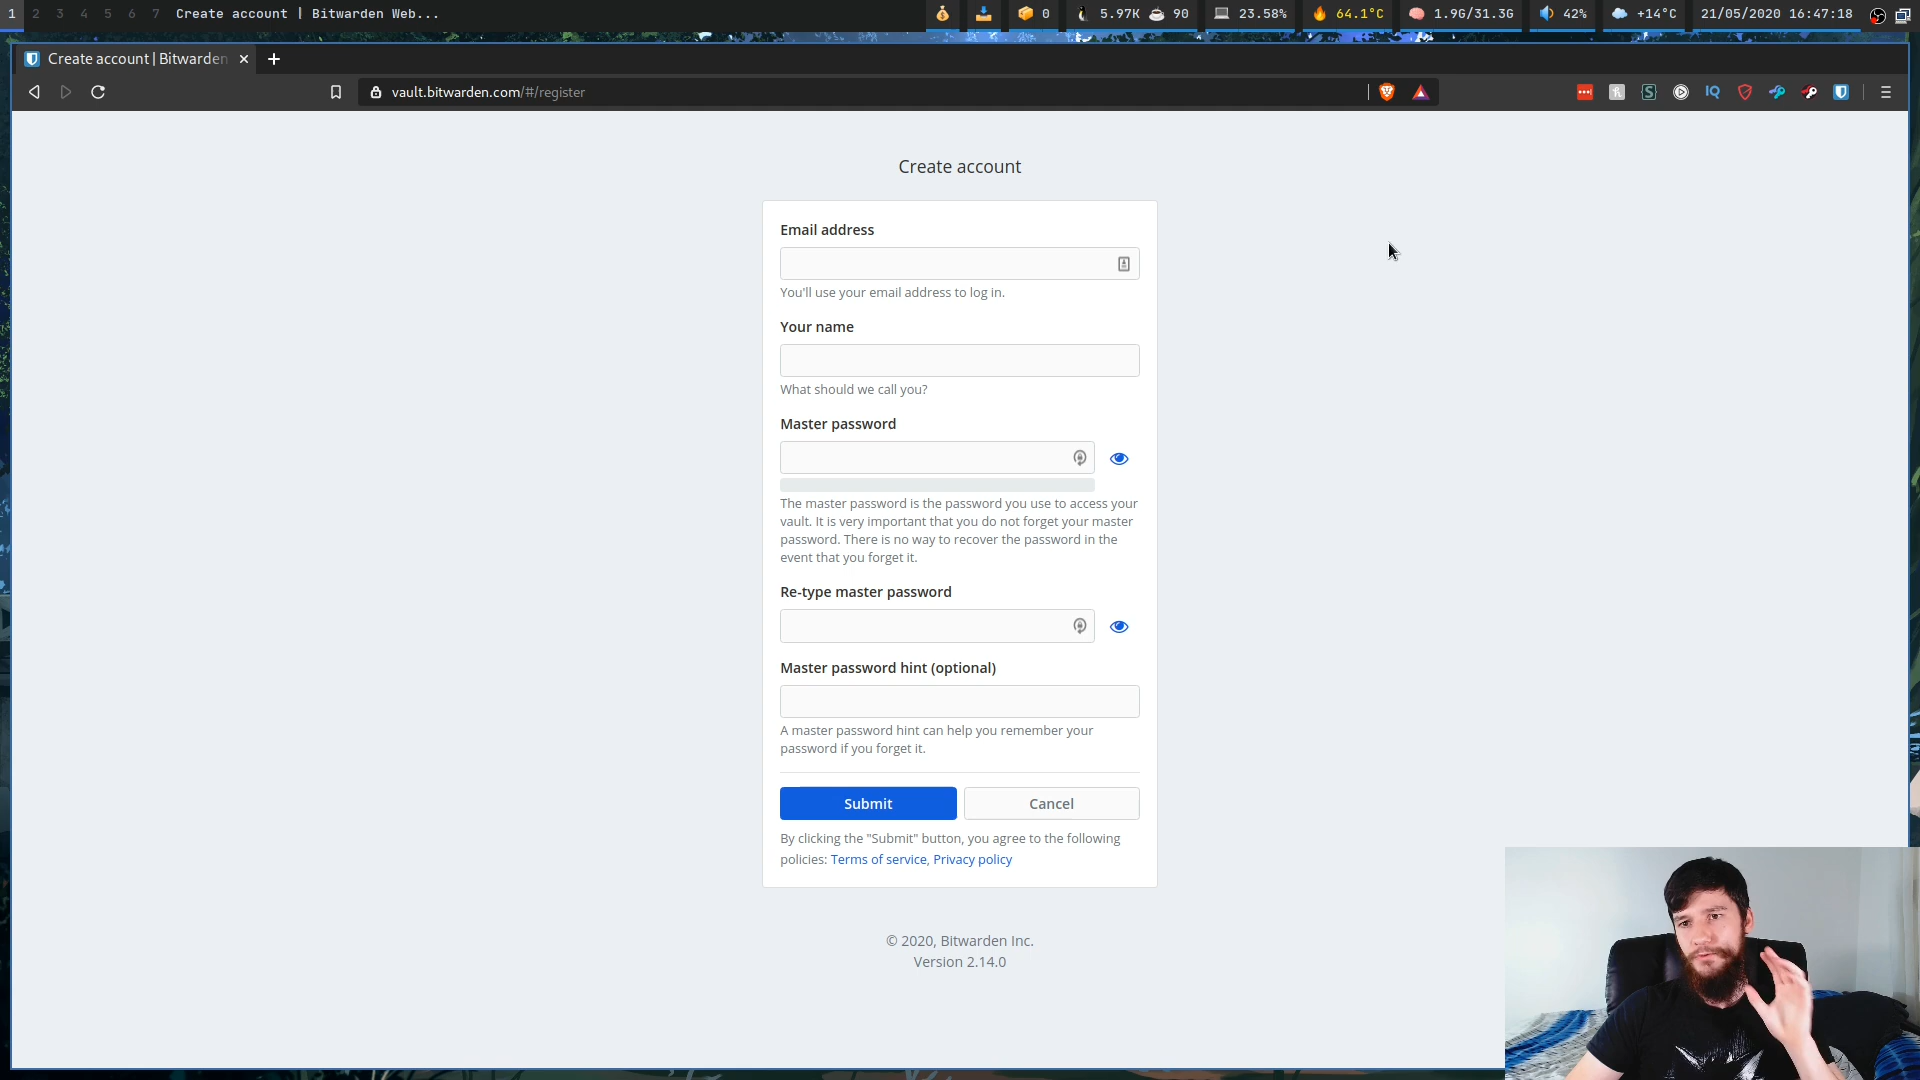 1 2 3 4 5 6 7 Create account | Bitwarden Web... 0 5.97K 90 23.58% 64.1°C 1.9G/31.3G 42% +14°C 21/05/2020 16:47:18
Create account | Bitwarden
vault.bitwarden.com/#/register
IQ
Create account
Email address
You'll use your email address to log in.
Your name
What should we call you?
Master password
The master password is the password you use to access your
vault. It is very important that you do not forget your master
password. There is no way to recover the password in the
event that you forget it.
Re-type master password
Master password hint (optional)
A master password hint can help you remember your
password if you forget it.
Submit Cancel
By clicking the "Submit" button, you agree to the following
policies: Terms of service, Privacy policy
© 2020, Bitwarden Inc.
Version 2.14.0